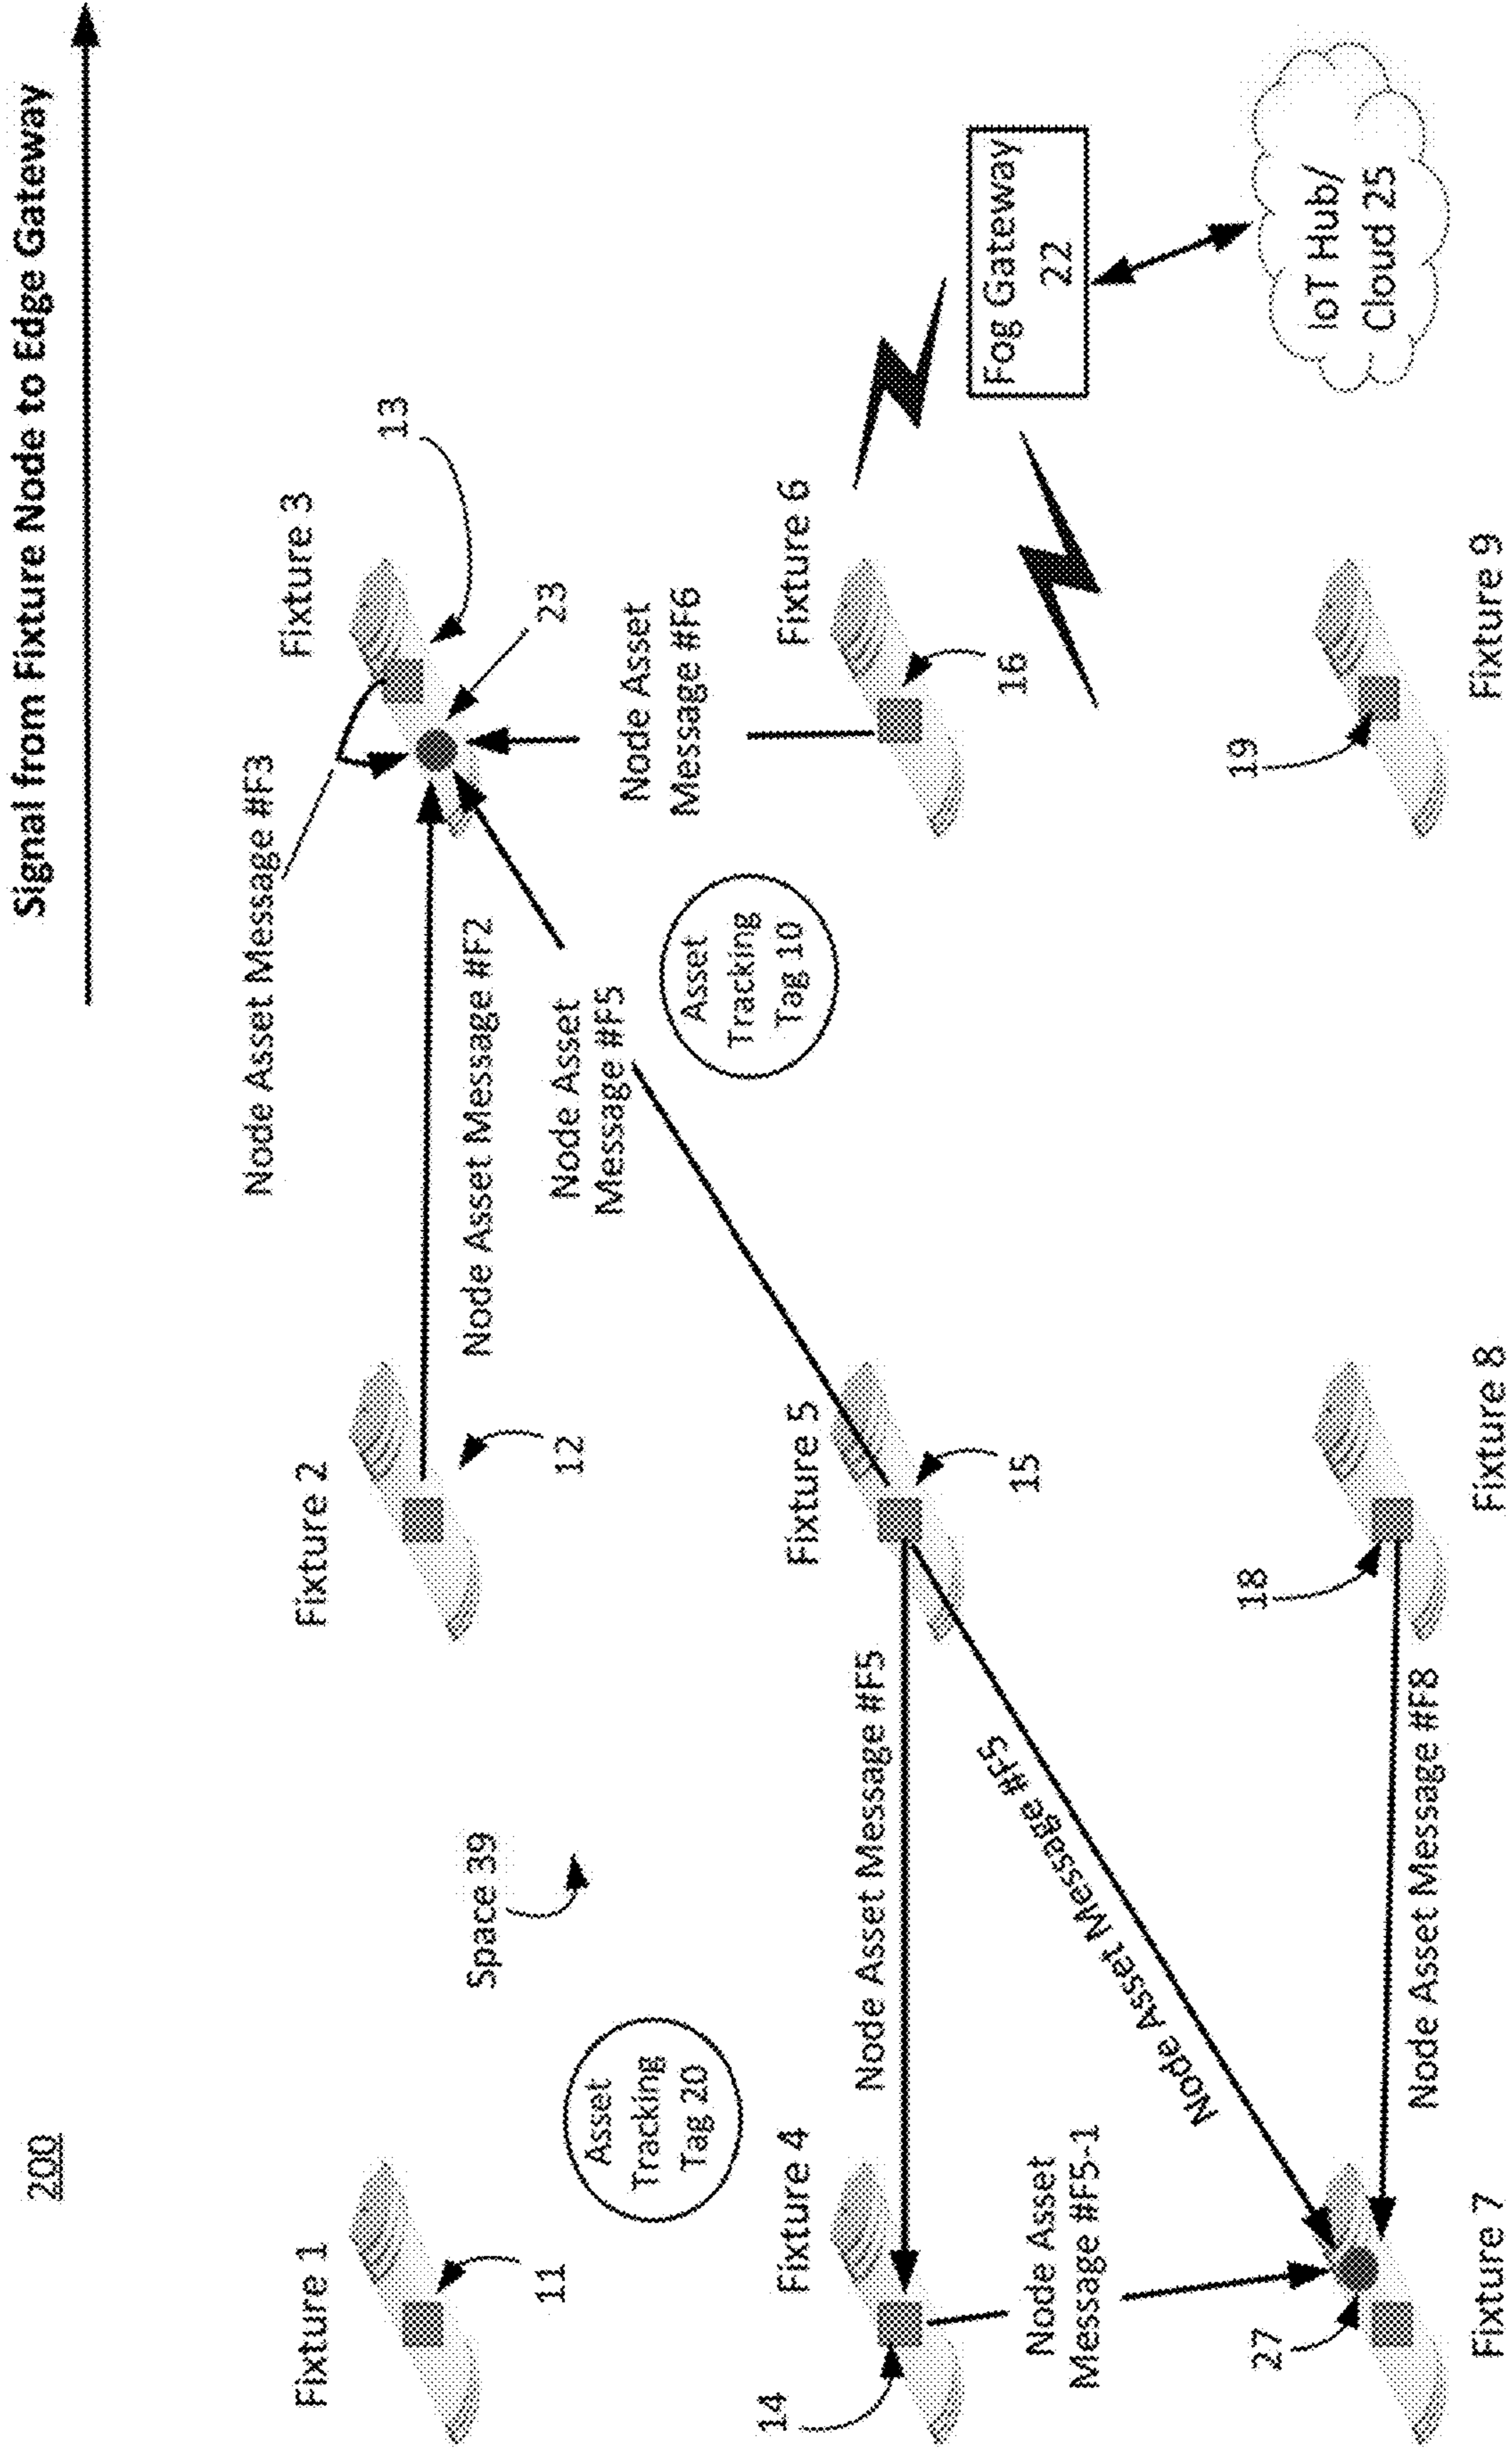 200
Signal from Fixture Node to Edge Gateway
Fixture 1
11
Fixture 2
12
Node Asset Message #F3
Fixture 3
13
23
Space 39
Node Asset Message #F2
Asset
Tracking
Tag 20
Node Asset
Message #F5
Node Asset
Message #F6
Asset
Tracking
Tag 10
Fixture 4
14
Fixture 5
15
Fixture 6
16
Node Asset Message #F5
Fog Gateway
22
Node Asset
Message #F5-1
Node Asset Message #F5
27
18
19
IoT Hub/
Cloud 25
Node Asset Message #F8
Fixture 7
Fixture 8
Fixture 9